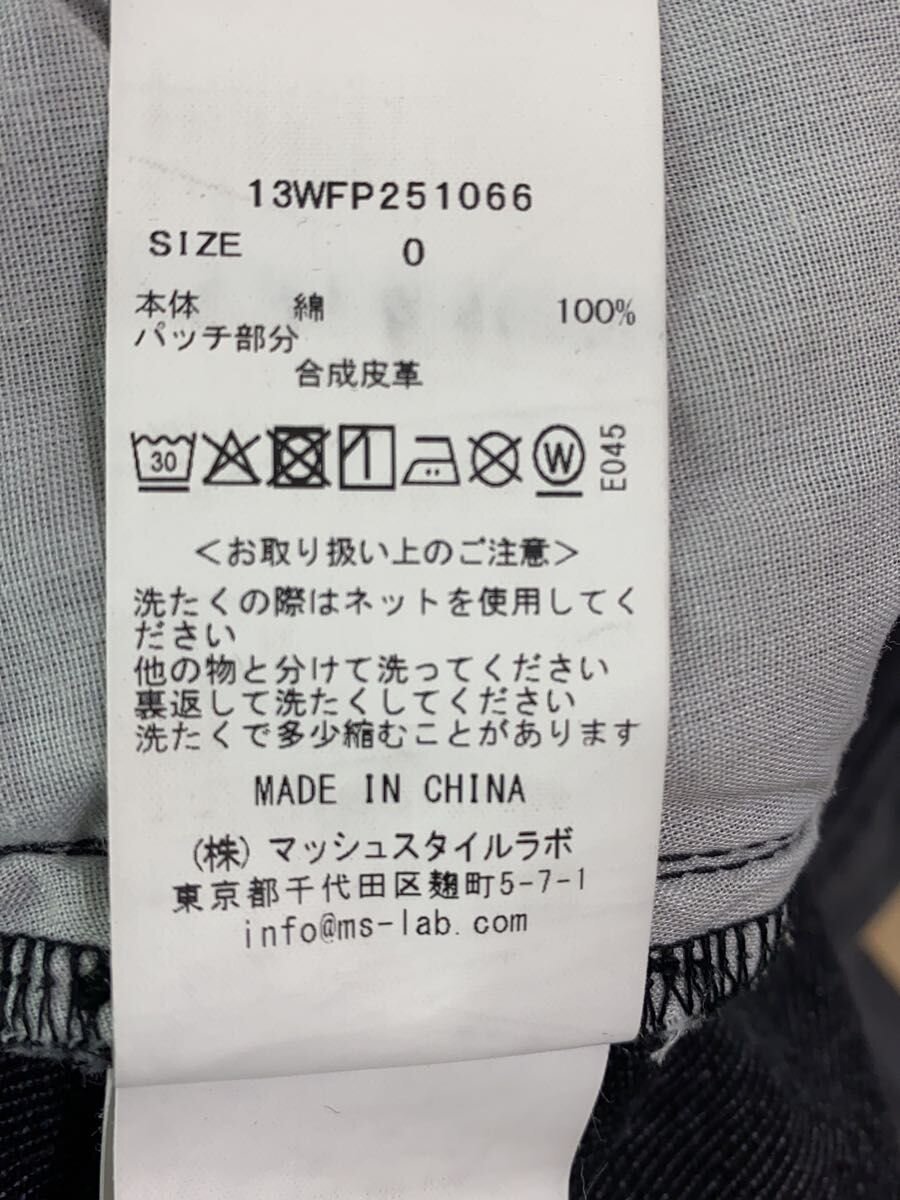 13WFP251066
SIZE 0
本体 綿 100%
パッチ部分
合成皮革
30 W E045
<お取り扱い上のご注意>
洗たくの際はネットを使用してく
ださい
他の物と分けて洗ってください
裏返して洗たくしてください
洗たくで多少縮むことがあります
MADE IN CHINA
(株)マッシュスタイルラボ
東京都千代田区麹町5-7-1
info@ms-lab.com